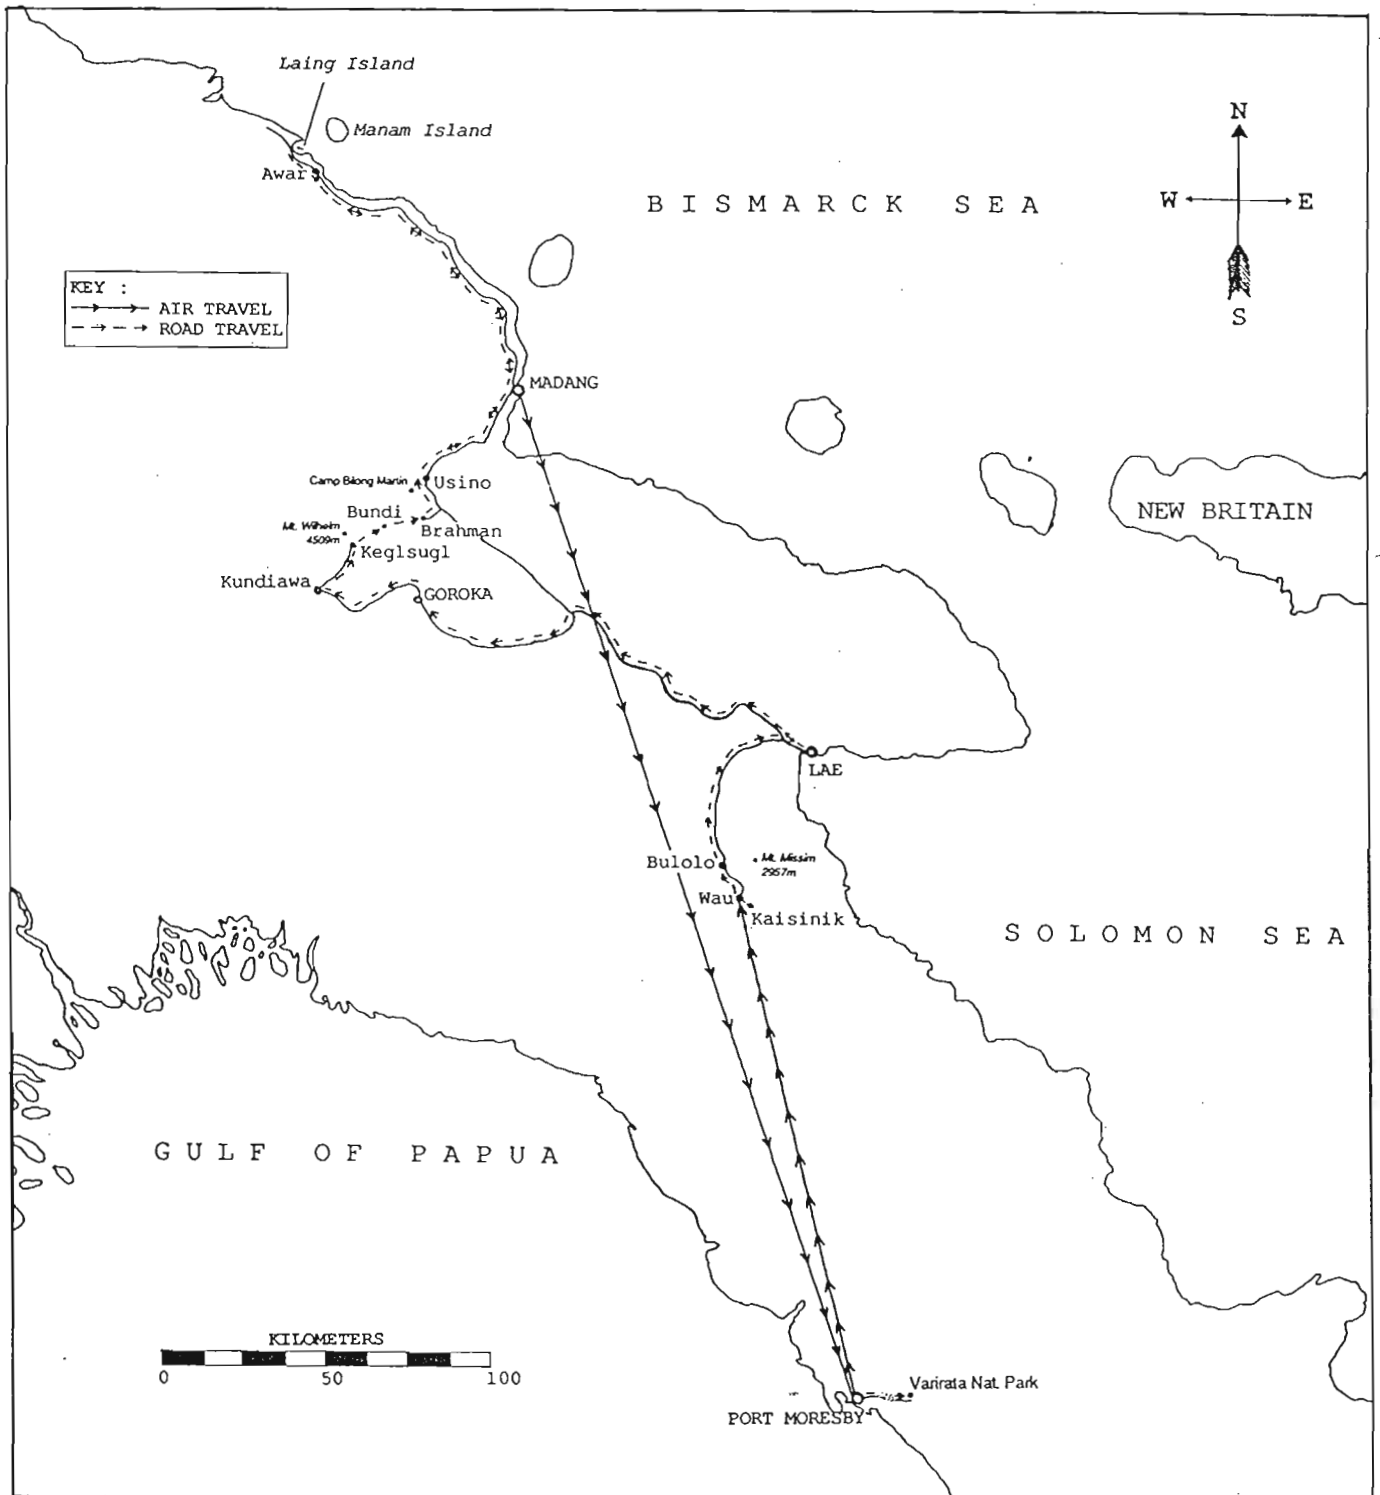 Laing Island
Manam Island
N
Awar
BISMARCK SEA
W
E
S
KEY :
AIR TRAVEL
ROAD TRAVEL
MADANG
Camp Bilong Martin
Usino
NEW BRITAIN
Bundi
Mt. Wilhelm
4509m
Brahman
Keglsugl
Kundiawa
GOROKA
LAE
Bulolo
Mt. Missim
2957m
Wau
Kaisinik
SOLOMON SEA
GULF OF PAPUA
KILOMETERS
0 50 100
Varirata Nat. Park
PORT MORESBY